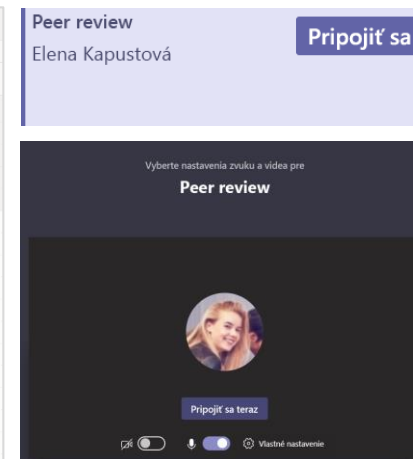 Peer review
Elena Kapustová
Pripojiť sa
Vyberte nastavenia zvuku a videa pre
Peer review
Pripojiť sa teraz
Vlastné nastavenie